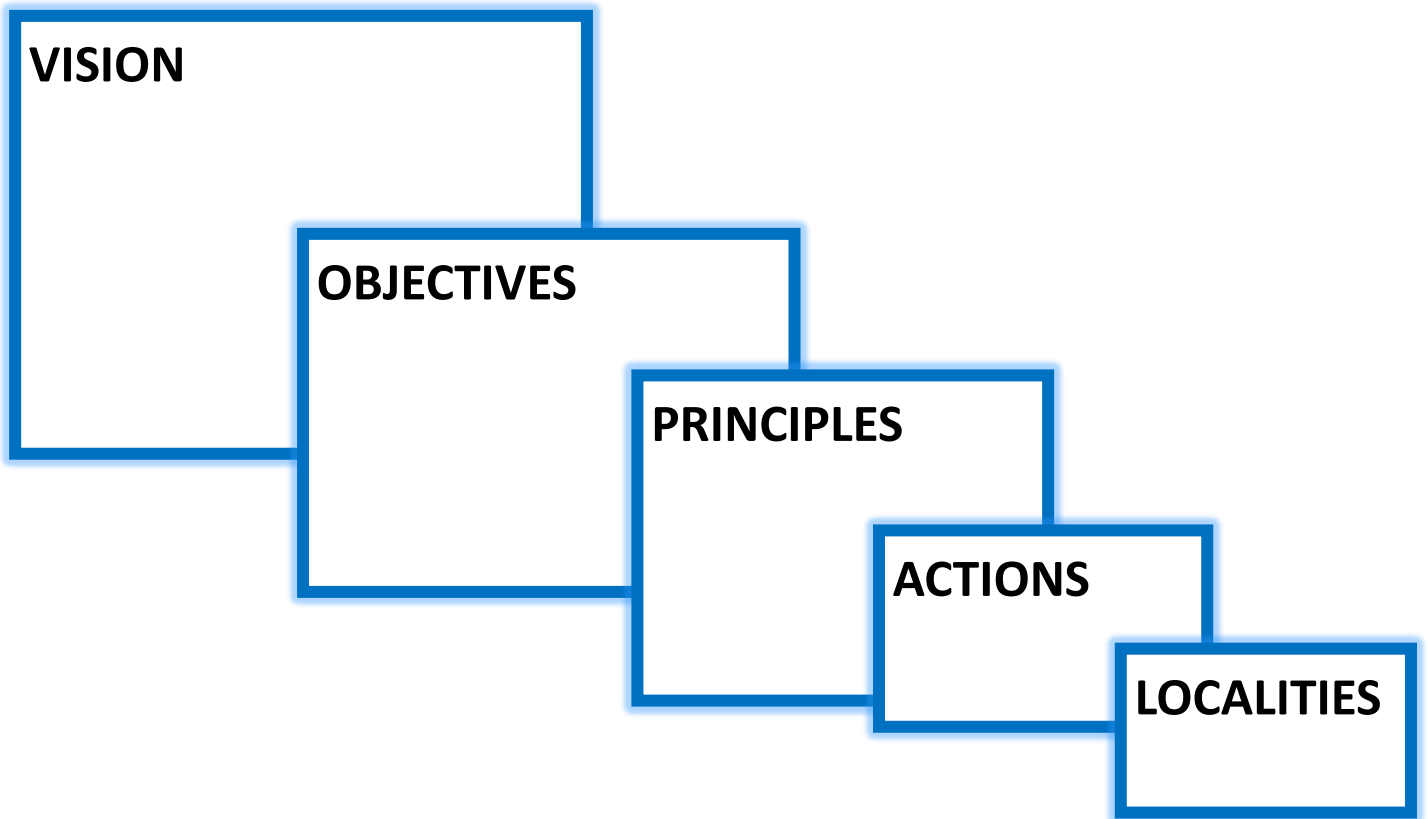 VISION
OBJECTIVES
PRINCIPLES
ACTIONS
LOCALITIES